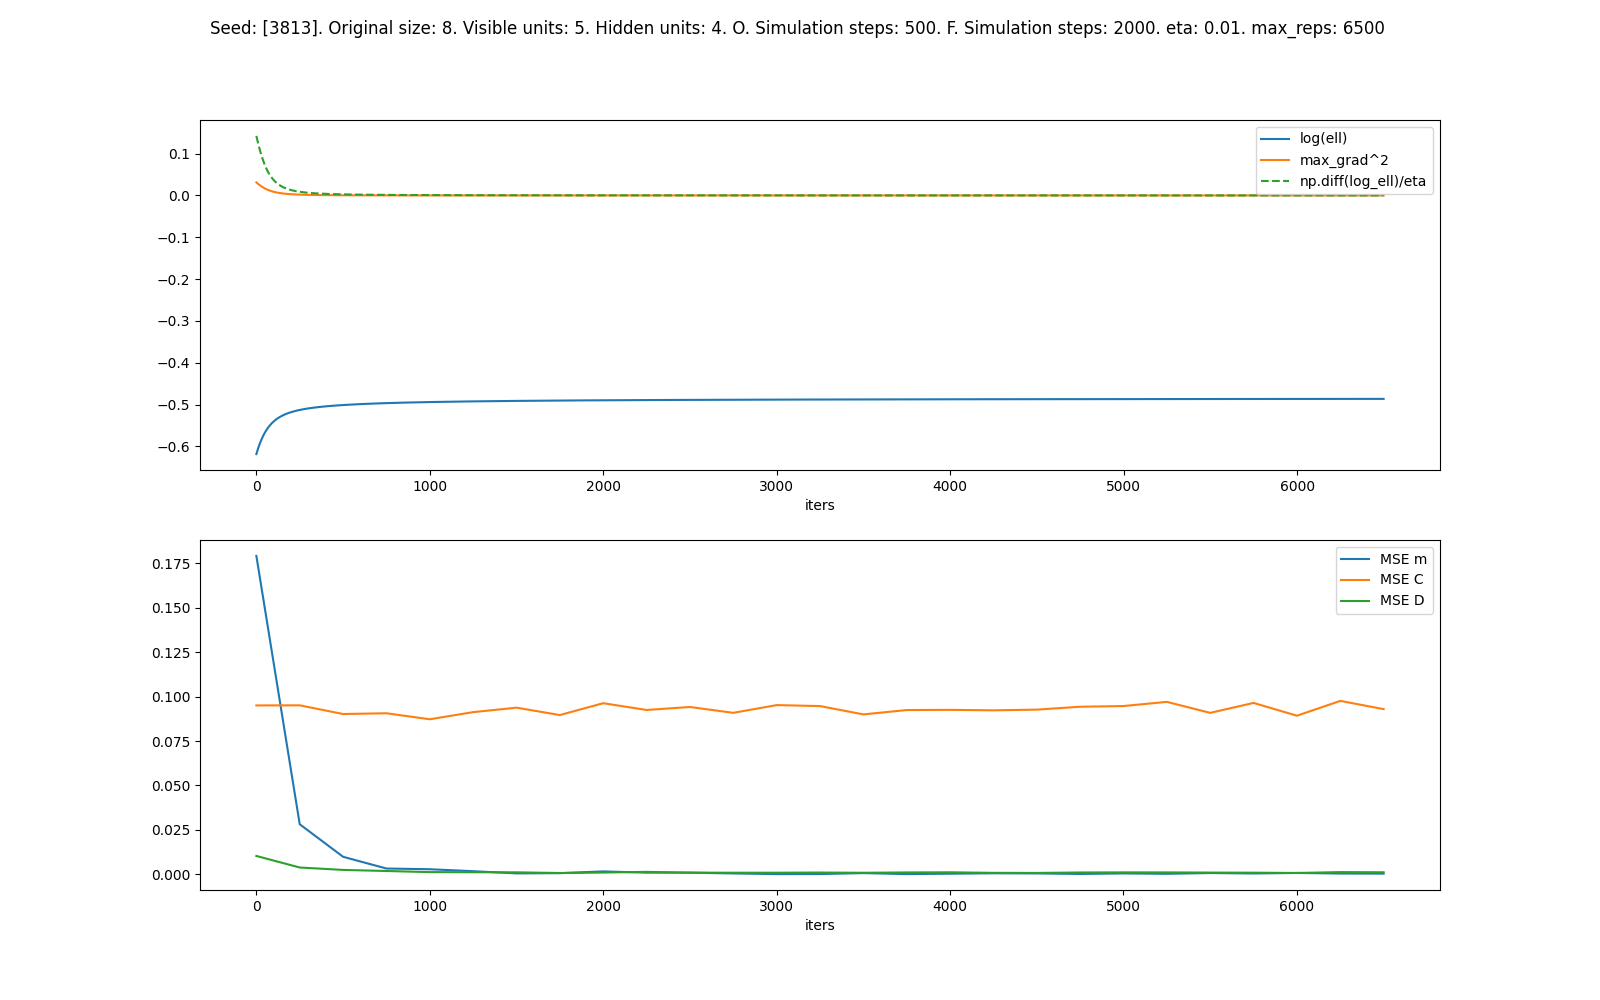 Seed: [3813]. Original size: 8. Visible units: 5. Hidden units: 4. O. Simulation steps: 500. F. Simulation steps: 2000. eta: 0.01. max_reps: 6500
log(ell)
max_grad^2
np.diff(log_ell)/eta
0.1
0.0
−0.1
−0.2
−0.3
−0.4
−0.5
−0.6
0 1000 2000 3000 4000 5000 6000
iters
MSE m
MSE C
MSE D
0.175
0.150
0.125
0.100
0.075
0.050
0.025
0.000
0 1000 2000 3000 4000 5000 6000
iters